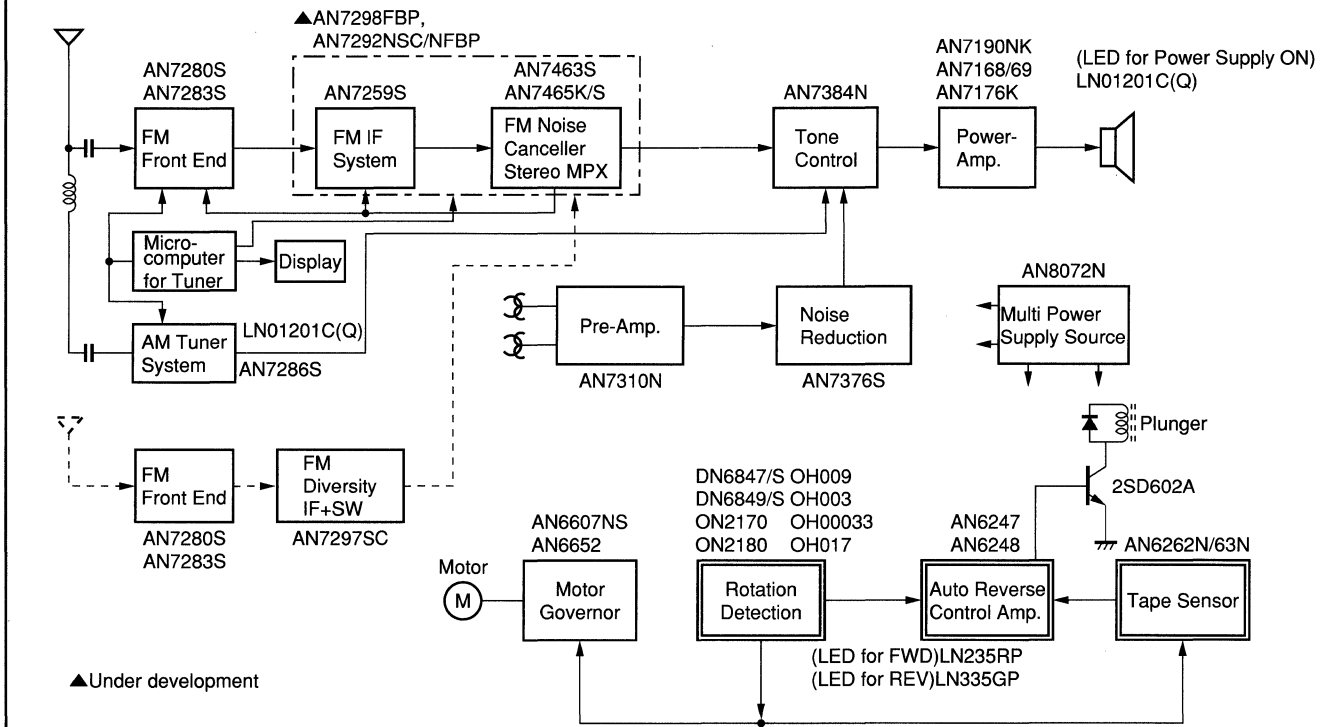 ▲AN7298FBP,
AN7292NSC/NFBP
AN7280S
AN7283S
FM
Front End
AN7259S
FM IF
System
AN7463S
AN7465K/S
FM Noise
Canceller
Stereo MPX
AN7384N
Tone
Control
AN7190NK
AN7168/69
AN7176K
Power-
Amp.
(LED for Power Supply ON)
LN01201C(Q)
Micro-
computer
for Tuner
Display
LN01201C(Q)
AM Tuner
System
AN7286S
Pre-Amp.
AN7310N
Noise
Reduction
AN7376S
AN8072N
Multi Power
Supply Source
Plunger
2SD602A
FM
Front End
AN7280S
AN7283S
FM
Diversity
IF+SW
AN7297SC
Motor
M
AN6607NS
AN6652
Motor
Governor
DN6847/S OH009
DN6849/S OH003
ON2170 OH00033
ON2180 OH017
Rotation
Detection
AN6247
AN6248
Auto Reverse
Control Amp.
AN6262N/63N
Tape Sensor
(LED for FWD)LN235RP
(LED for REV)LN335GP
▲Under development